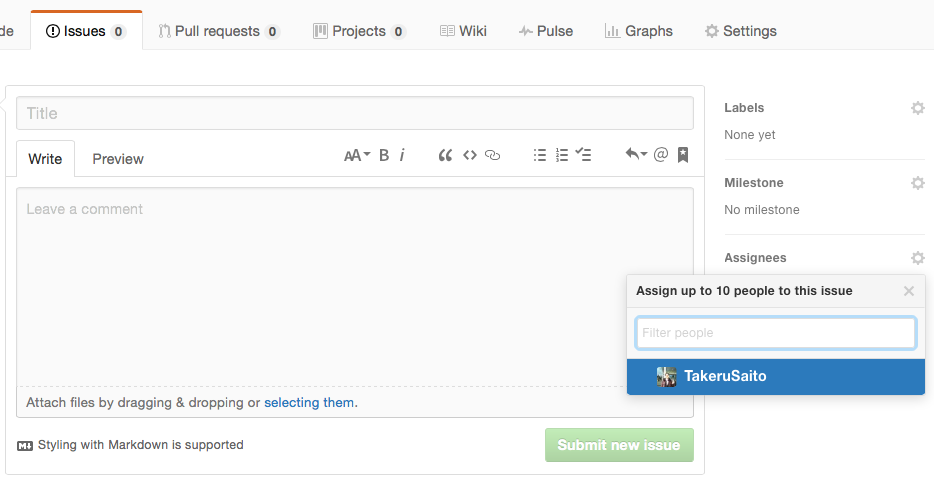 de Issues 0 Pull requests 0 Projects 0 Wiki Pulse Graphs Settings
Title
Write Preview AA B i @
Leave a comment
Attach files by dragging & dropping or selecting them.
Styling with Markdown is supported
Submit new issue
Labels
None yet
Milestone
No milestone
Assignees
Assign up to 10 people to this issue
Filter people
TakeruSaito